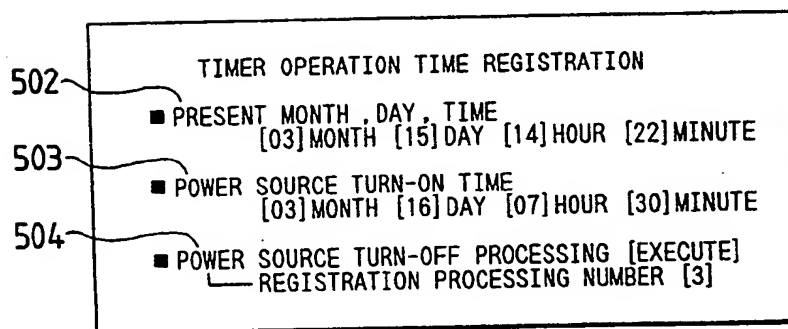 TIMER OPERATION TIME REGISTRATION
502
■ PRESENT MONTH , DAY , TIME
[03] MONTH [15] DAY [14] HOUR [22] MINUTE
503
■ POWER SOURCE TURN-ON TIME
[03] MONTH [16] DAY [07] HOUR [30] MINUTE
504
■ POWER SOURCE TURN-OFF PROCESSING [EXECUTE]
REGISTRATION PROCESSING NUMBER [3]